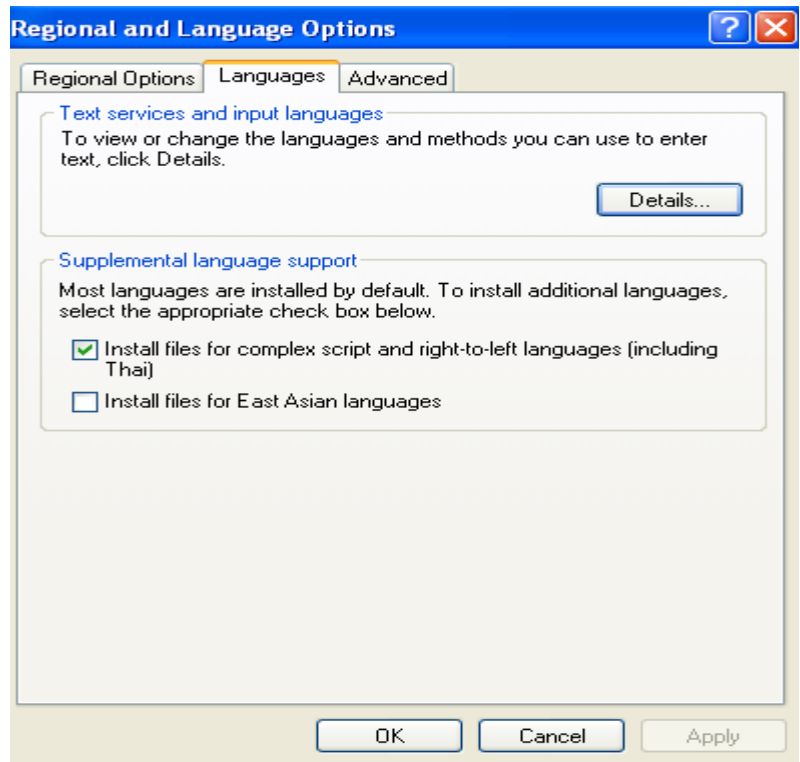 Regional and Language Options
Regional Options Languages Advanced
Text services and input languages
To view or change the languages and methods you can use to enter
text, click Details.
Details...
Supplemental language support
Most languages are installed by default. To install additional languages,
select the appropriate check box below.
Install files for complex script and right-to-left languages (including
Thai)
Install files for East Asian languages
OK Cancel Apply